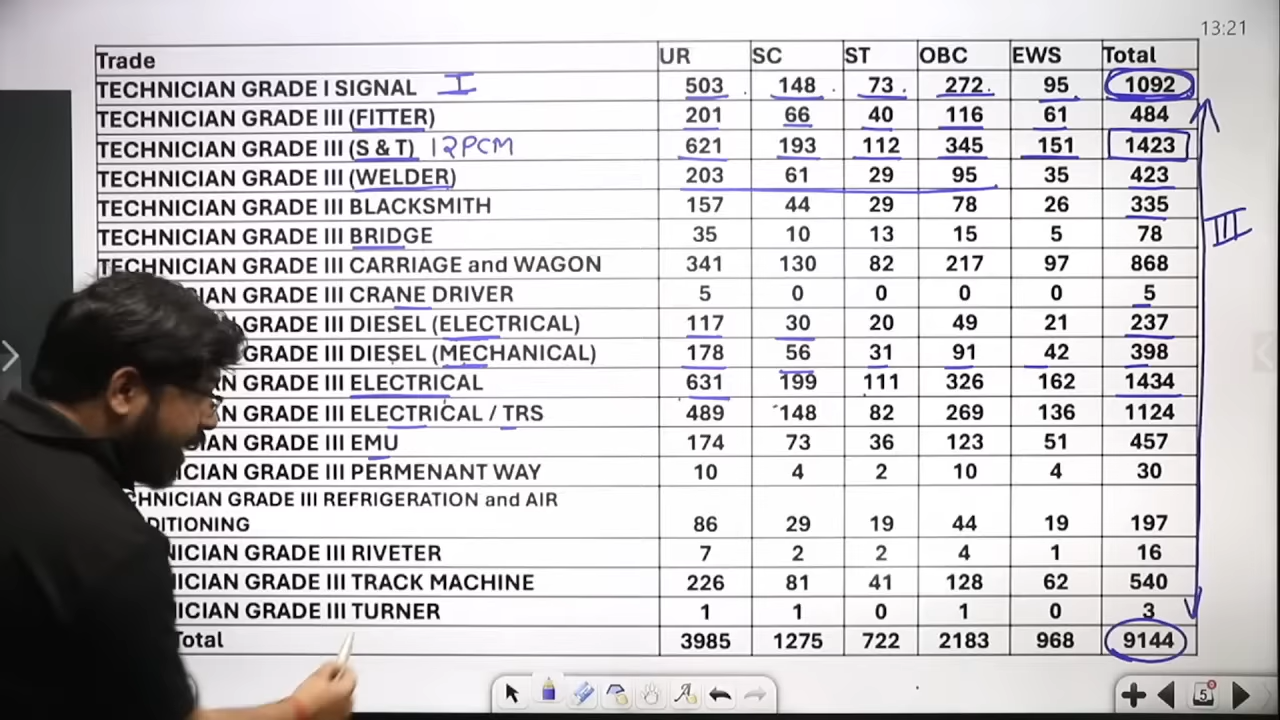 13:21
Trade UR SC ST OBC EWS Total
TECHNICIAN GRADE I SIGNAL I 503 148 73 272 95 1092
TECHNICIAN GRADE III (FITTER) 201 66 40 116 61 484
TECHNICIAN GRADE III (S & T) 12PCM 621 193 112 345 151 1423
TECHNICIAN GRADE III (WELDER) 203 61 29 95 35 423
TECHNICIAN GRADE III BLACKSMITH 157 44 29 78 26 335
TECHNICIAN GRADE III BRIDGE 35 10 13 15 5 78 III
TECHNICIAN GRADE III CARRIAGE and WAGON 341 130 82 217 97 868
IAN GRADE III CRANE DRIVER 5 0 0 0 0 5
GRADE III DIESEL (ELECTRICAL) 117 30 20 49 21 237
GRADE III DIESEL (MECHANICAL) 178 56 31 91 42 398
N GRADE III ELECTRICAL 631 199 111 326 162 1434
AN GRADE III ELECTRICAL / TRS 489 148 82 269 136 1124
IAN GRADE III EMU 174 73 36 123 51 457
ICIAN GRADE III PERMENANT WAY 10 4 2 10 4 30
CHNICIAN GRADE III REFRIGERATION and AIR
DITIONING 86 29 19 44 19 197
NICIAN GRADE III RIVETER 7 2 2 4 1 16
NICIAN GRADE III TRACK MACHINE 226 81 41 128 62 540
ICIAN GRADE III TURNER 1 1 0 1 0 3
Total 3985 1275 722 2183 968 9144
5